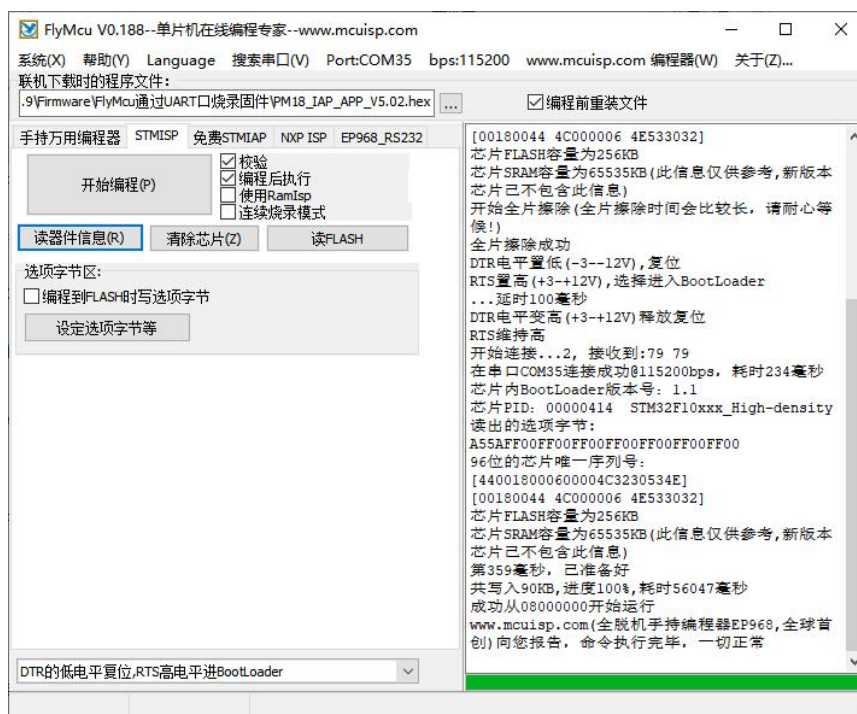 FlyMcu V0.188--单片机在线编程专家--www.mcuisp.com
系统(X) 帮助(Y) Language 搜索串口(V) Port:COM35 bps:115200 www.mcuisp.com 编程器(W) 关于(Z)...
联机下载时的程序文件:
.9\Firmware\FlyMcu通过UART口烧录固件\PM18_IAP_APP_V5.02.hex ... 编程前重装文件
手持万用编程器 STMISP 免费STMIAP NXP ISP EP968_RS232
开始编程(P)
校验
编程后执行
使用RamIsp
连续烧录模式
读器件信息(R) 清除芯片(Z) 读FLASH
选项字节区:
编程到FLASH时写选项字节
设定选项字节等
DTR的低电平复位,RTS高电平进BootLoader
[00180044 4C000006 4E533032]
芯片FLASH容量为256KB
芯片SRAM容量为65535KB(此信息仅供参考,新版本
芯片已不包含此信息)
开始全片擦除(全片擦除时间会比较长，请耐心等
候!)
全片擦除成功
DTR电平置低(-3--12V),复位
RTS置高(+3-+12V),选择进入BootLoader
...延时100毫秒
DTR电平变高(+3-+12V)释放复位
RTS维持高
开始连接...2, 接收到:79 79
在串口COM35连接成功@115200bps，耗时234毫秒
芯片内BootLoader版本号：1.1
芯片PID：00000414 STM32F10xxx_High-density
读出的选项字节:
A55AFF00FF00FF00FF00FF00FF00FF00
96位的芯片唯一序列号:
[440018000600004C3230534E]
[00180044 4C000006 4E533032]
芯片FLASH容量为256KB
芯片SRAM容量为65535KB(此信息仅供参考,新版本
芯片已不包含此信息)
第359毫秒，已准备好
共写入90KB,进度100%,耗时56047毫秒
成功从08000000开始运行
www.mcuisp.com(全脱机手持编程器EP968,全球首
创)向您报告，命令执行完毕，一切正常